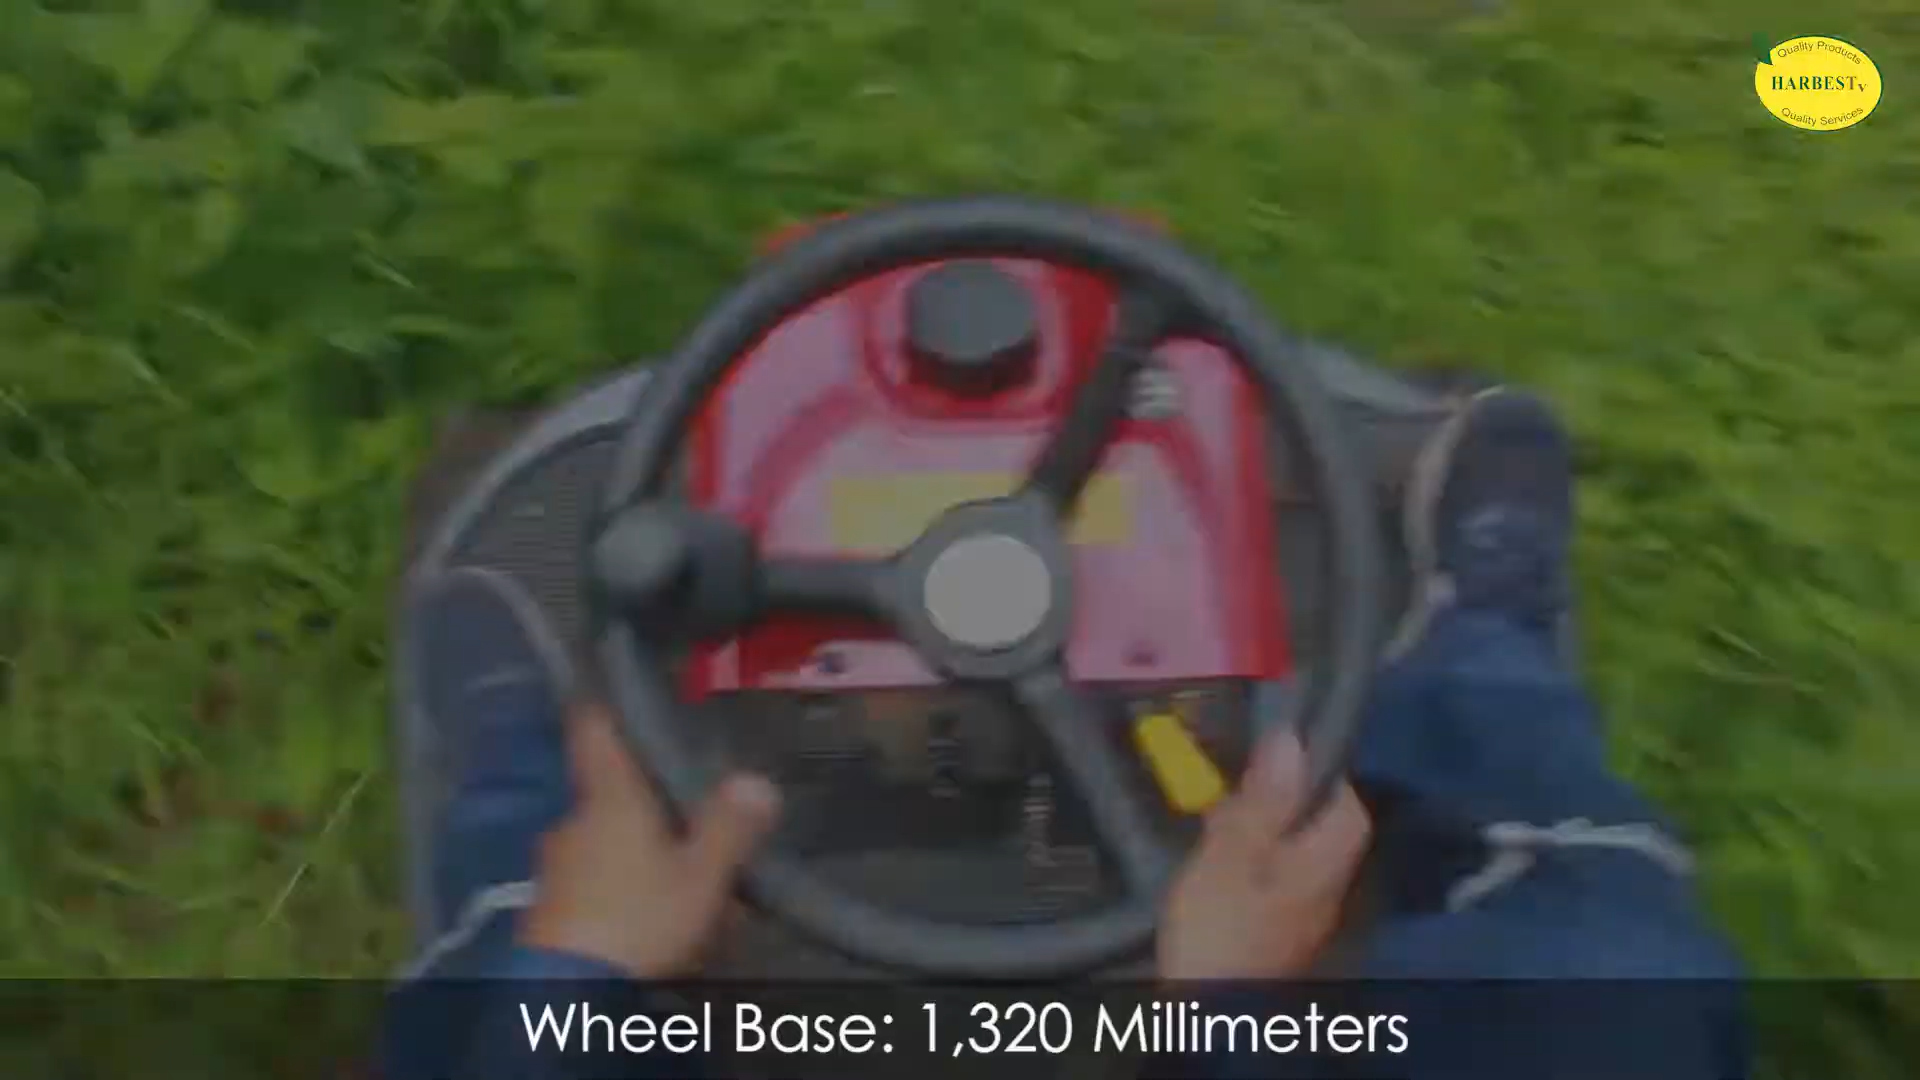 Quality Products
HARBESTV
Quality Services
Wheel Base: 1,320 Millimeters